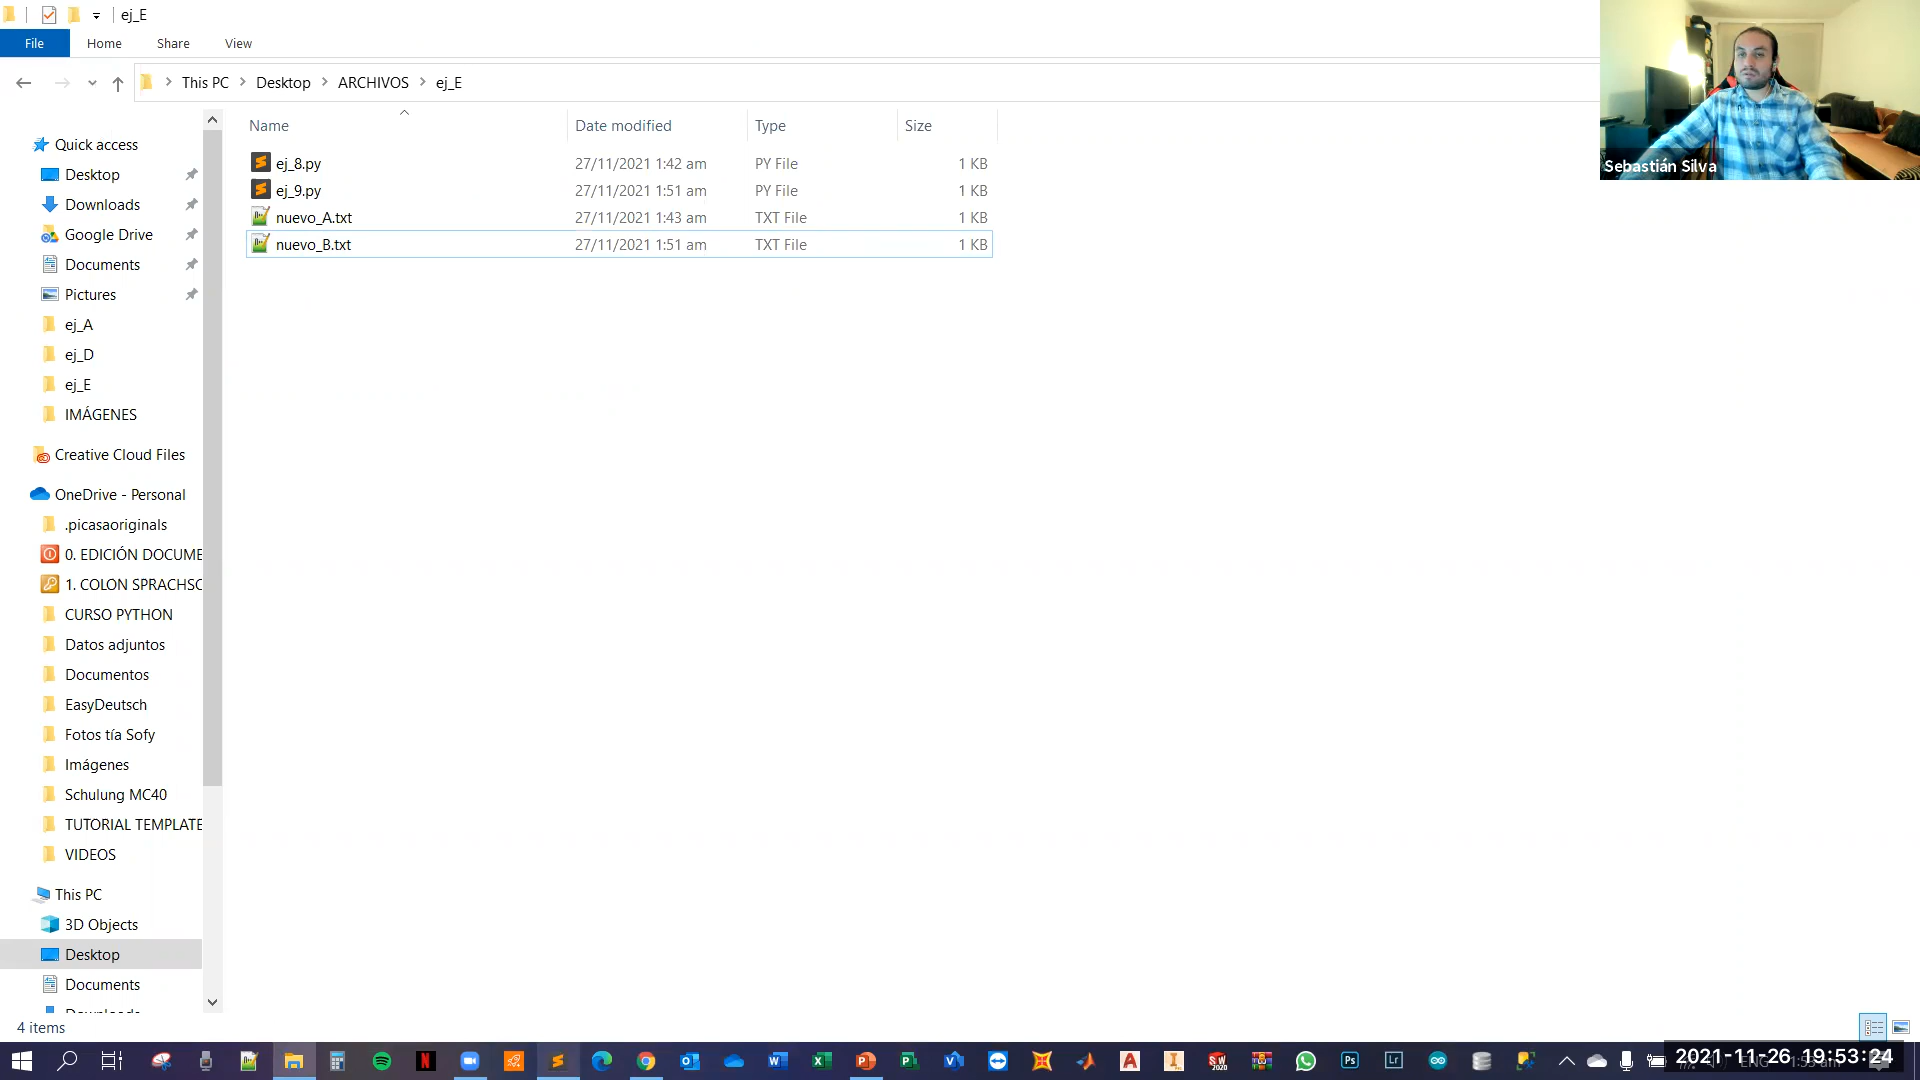 ej_E
File Home Share View
This PC Desktop ARCHIVOS ej_E
Name Date modified Type Size
ej_8.py 27/11/2021 1:42 am PY File 1 KB
ej_9.py 27/11/2021 1:51 am PY File 1 KB
nuevo_A.txt 27/11/2021 1:43 am TXT File 1 KB
nuevo_B.txt 27/11/2021 1:51 am TXT File 1 KB
Sebastián Silva
Quick access
Desktop
Downloads
Google Drive
Documents
Pictures
ej_A
ej_D
ej_E
IMÁGENES
Creative Cloud Files
OneDrive - Personal
.picasaoriginals
0. EDICIÓN DOCUME
1. COLON SPRACHSC
CURSO PYTHON
Datos adjuntos
Documentos
EasyDeutsch
Fotos tía Sofy
Imágenes
Schulung MC40
TUTORIAL TEMPLATE
VIDEOS
This PC
3D Objects
Desktop
Documents
4 items
2021-11-26 19:53:24